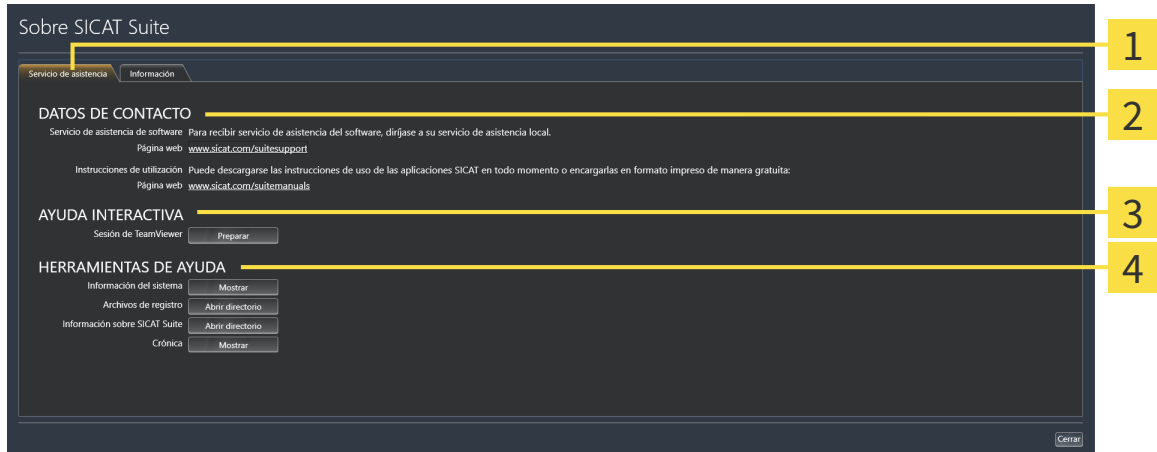 Sobre SICAT Suite
1
Servicio de asistencia Información
DATOS DE CONTACTO
2
Servicio de asistencia de software Para recibir servicio de asistencia del software, diríjase a su servicio de asistencia local.
Página web www.sicat.com/suitesupport
Instrucciones de utilización Puede descargarse las instrucciones de uso de las aplicaciones SICAT en todo momento o encargarlas en formato impreso de manera gratuita:
Página web www.sicat.com/suitemanuals
AYUDA INTERACTIVA
3
Sesión de TeamViewer Preparar
HERRAMIENTAS DE AYUDA
4
Información del sistema Mostrar
Archivos de registro Abrir directorio
Información sobre SICAT Suite Abrir directorio
Crónica Mostrar
Cerrar